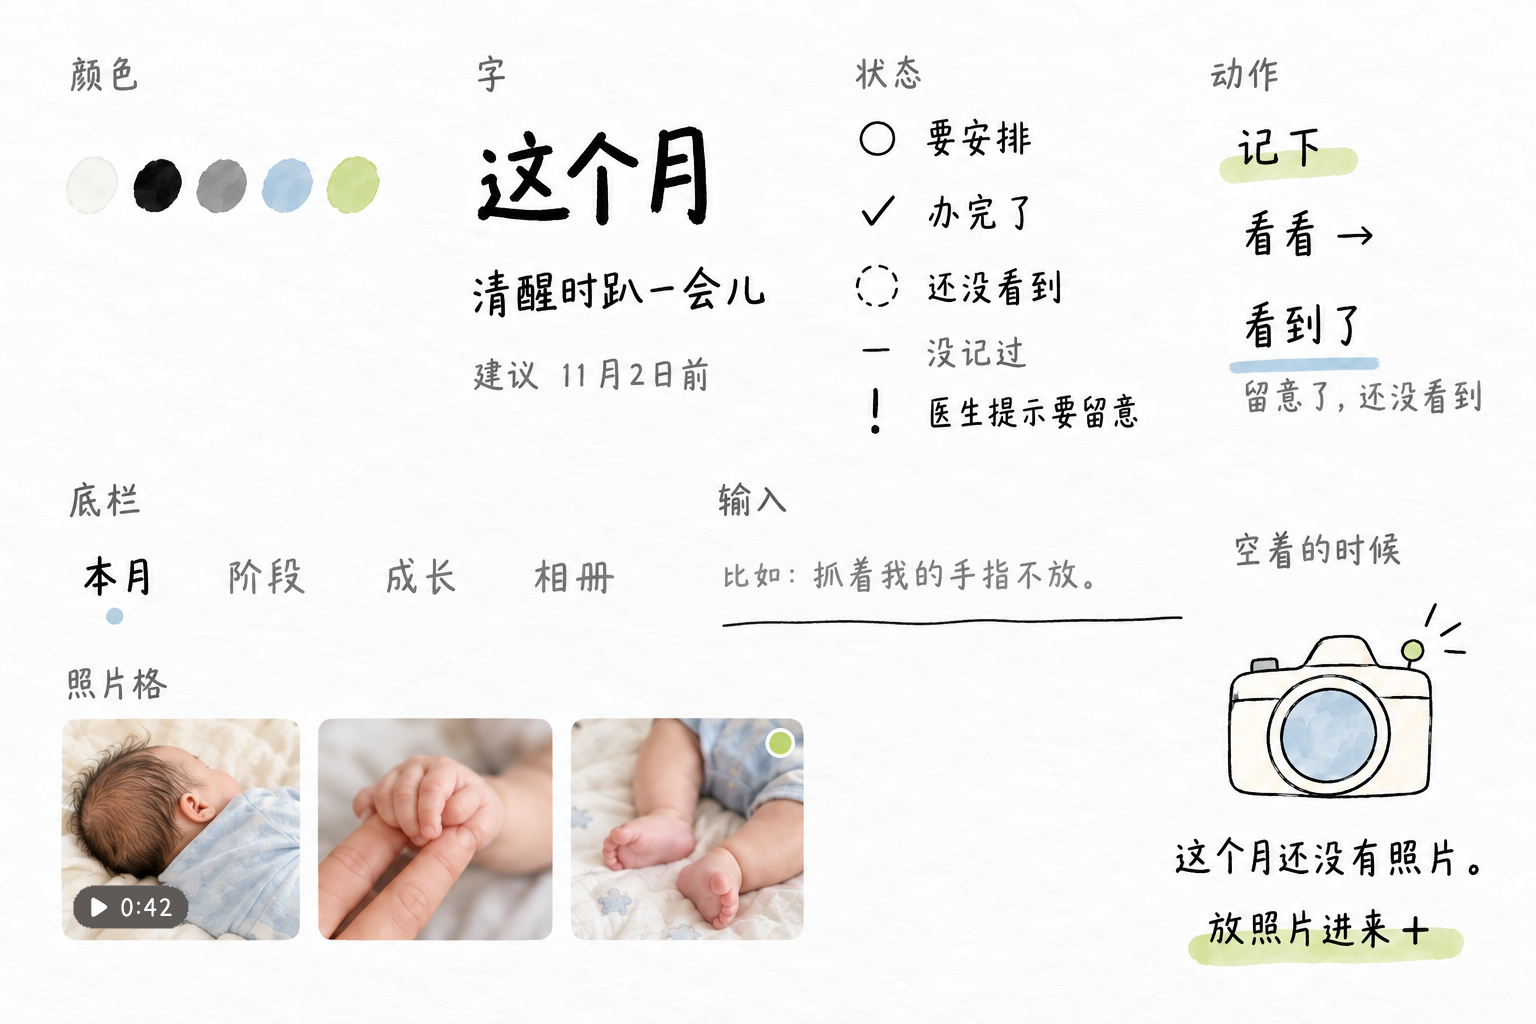 颜色
字
这个月
清醒时趴一会儿
建议 11月2日前
状态
要安排
办完了
还没看到
没记过
医生提示要留意
动作
记下
看看 →
看到了
留意了, 还没看到
底栏
本月 阶段 成长 相册
输入
比如: 抓着我的手指不放。
照片格
0:42
空着的时候
这个月还没有照片。
放照片进来 +